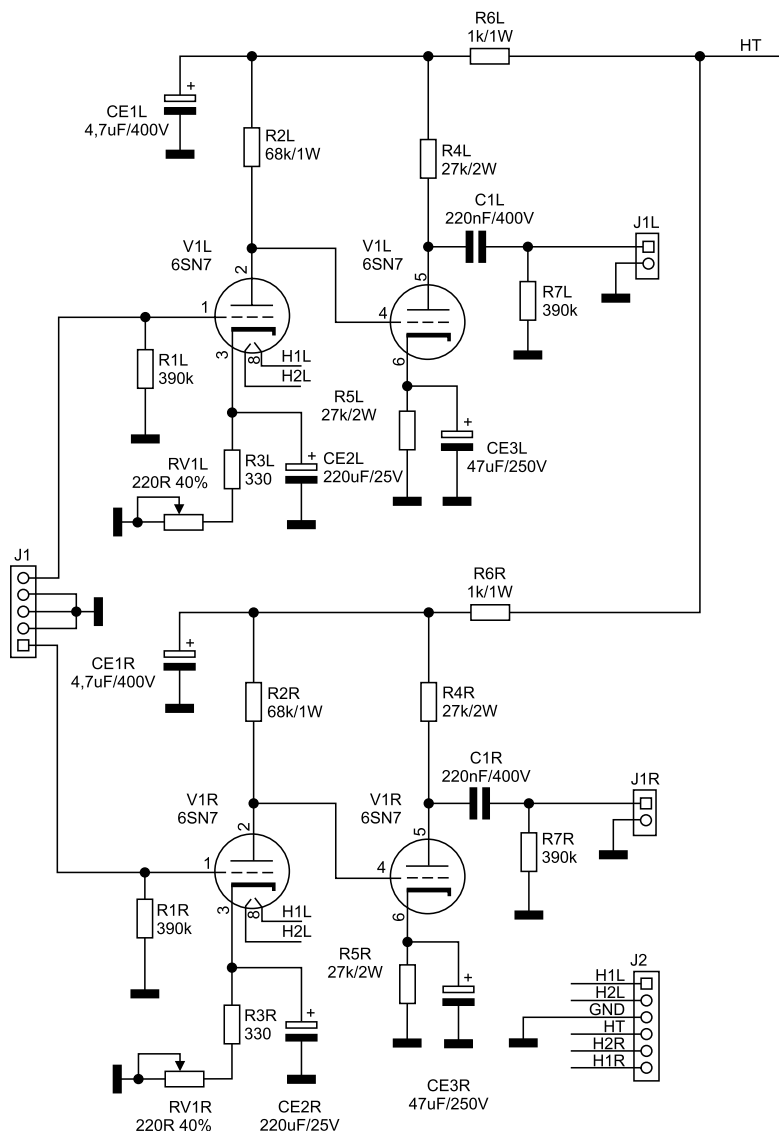 R6L
1k/1W
HT
CE1L
4,7uF/400V
R2L
68k/1W
R4L
27k/2W
C1L
220nF/400V
J1L
V1L
6SN7
V1L
6SN7
2
5
1
4
R7L
390k
3
8
6
H1L
H2L
R1L
390k
R5L
27k/2W
RV1L
220R 40%
R3L
330
CE2L
220uF/25V
CE3L
47uF/250V
J1
R6R
1k/1W
CE1R
4,7uF/400V
R2R
68k/1W
R4R
27k/2W
C1R
220nF/400V
J1R
V1R
6SN7
V1R
6SN7
2
5
1
4
R7R
390k
3
8
6
H1L
H2L
R1R
390k
R5R
27k/2W
J2
H1L
H2L
GND
HT
H2R
H1R
R3R
330
RV1R
220R 40%
CE2R
220uF/25V
CE3R
47uF/250V
+
+
+
+
+
+